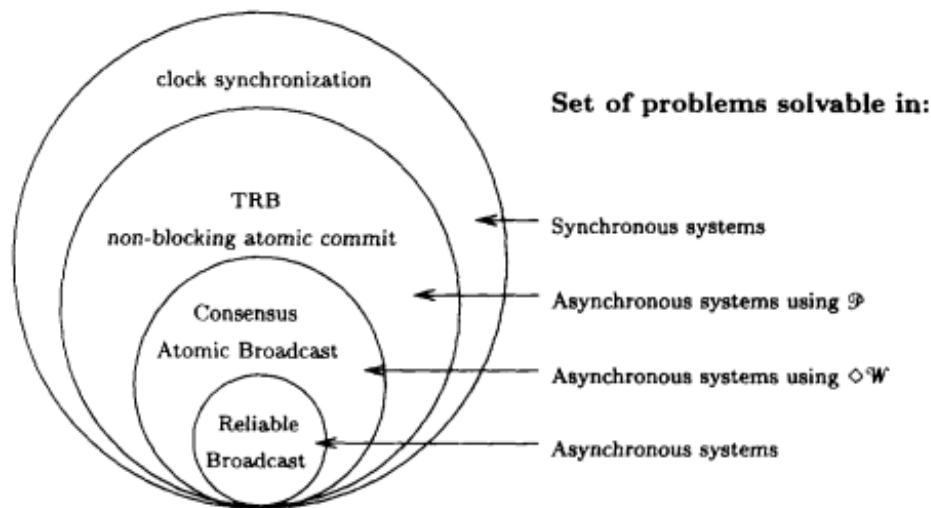 clock synchronization
Set of problems solvable in:
TRB
non-blocking atomic commit
Synchronous systems
Asynchronous systems using 𝒫
Consensus
Atomic Broadcast
Asynchronous systems using ◇𝒲
Reliable
Broadcast
Asynchronous systems